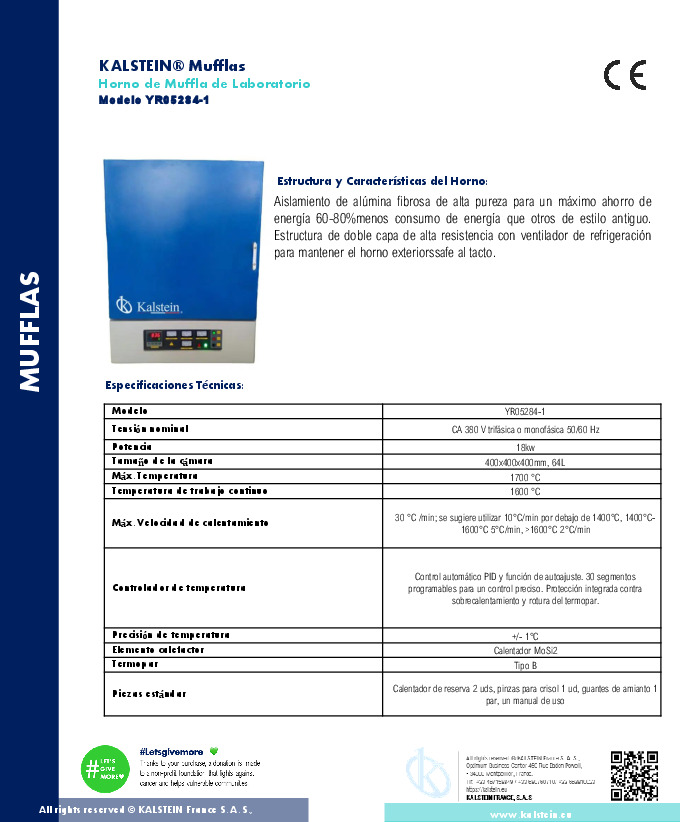 KALSTEIN® Mufflas
Horno de Muffla de Laboratorio
Modelo YR05284-1
CE
Estructura y Características del Horno:
Aislamiento de alúmina fibrosa de alta pureza para un máximo ahorro de
energía 60-80%menos consumo de energía que otros de estilo antiguo.
Estructura de doble capa de alta resistencia con ventilador de refrigeración
para mantener el horno exteriorssafe al tacto.
MUFFLAS
Kalstein
Especificaciones Técnicas:
Modelo YR05284-1
Tensión nominal CA 380 V trifásica o monofásica 50/60 Hz
Potencia 18kw
Tamaño de la cámara 400x400x400mm, 64L
Máx. Temperatura 1700 °C
Temperatura de trabajo continuo 1600 °C
Máx. Velocidad de calentamiento 30 °C /min; se sugiere utilizar 10°C/min por debajo de 1400°C, 1400°C-
1600°C 5°C/min, >1600°C 2°C/min
Controlador de temperatura Control automático PID y función de autoajuste. 30 segmentos
programables para un control preciso. Protección integrada contra
sobrecalentamiento y rotura del termopar.
Precisión de temperatura +/- 1°C
Elemento calefactor Calentador MoSi2
Termopar Tipo B
Piezas estándar Calentador de reserva 2 uds, pinzas para crisol 1 ud, guantes de amianto 1
par, un manual de uso
#LET'S
GIVE
MORE
#Letsgivemore
Thanks to your purchase, a donation is made
to a non-profit foundation that fights against
cancer and helps vulnerable communities
All rights reserved © KALSTEIN France S. A. S.,
Optimum Business Center 450 Rue Baden Powell,
34000 Montpellier, France.
https://kalstein.eu
KALSTEIN FRANCE, S.A.S
All rights reserved © KALSTEIN France S.A.S.,
www.kalstein.eu